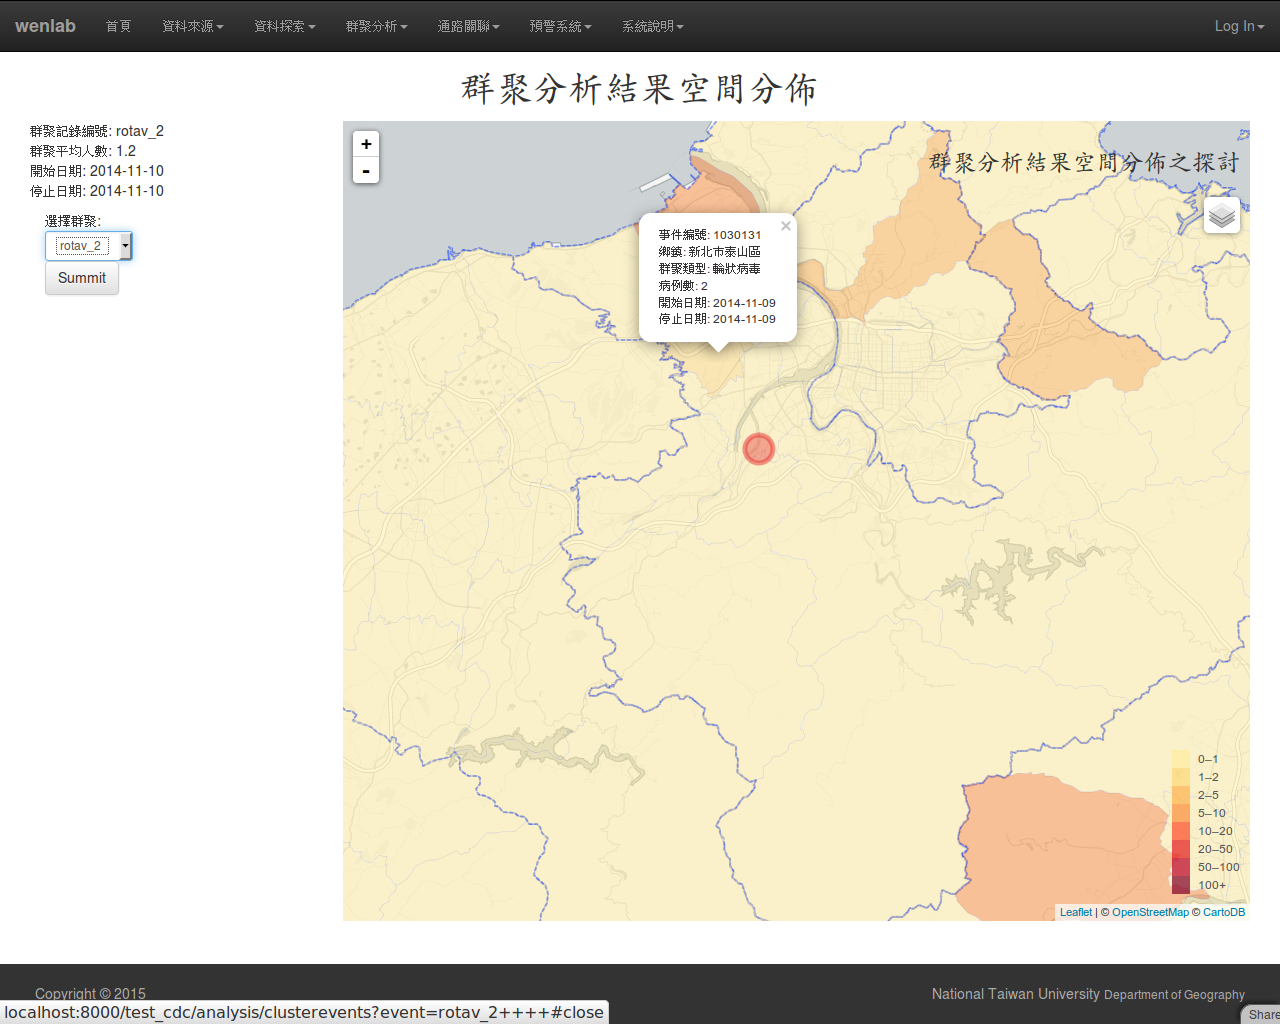 wenlab 首頁 資料來源 資料探索 群聚分析 通路關聯 預警系統 系統說明 Log In
群聚分析結果空間分佈
群聚記錄編號: rotav_2
群聚平均人數: 1.2
開始日期: 2014-11-10
停止日期: 2014-11-10
選擇群聚:
rotav_2
Summit
+
-
群聚分析結果空間分佈之探討
×
事件編號: 1030131
鄉鎮: 新北市泰山區
群聚類型: 輪狀病毒
病例數: 2
開始日期: 2014-11-09
停止日期: 2014-11-09
0–1
1–2
2–5
5–10
10–20
20–50
50–100
100+
Leaflet | © OpenStreetMap © CartoDB
Copyright © 2015
National Taiwan University Department of Geography
localhost:8000/test_cdc/analysis/clusterevents?event=rotav_2++++#close
Share